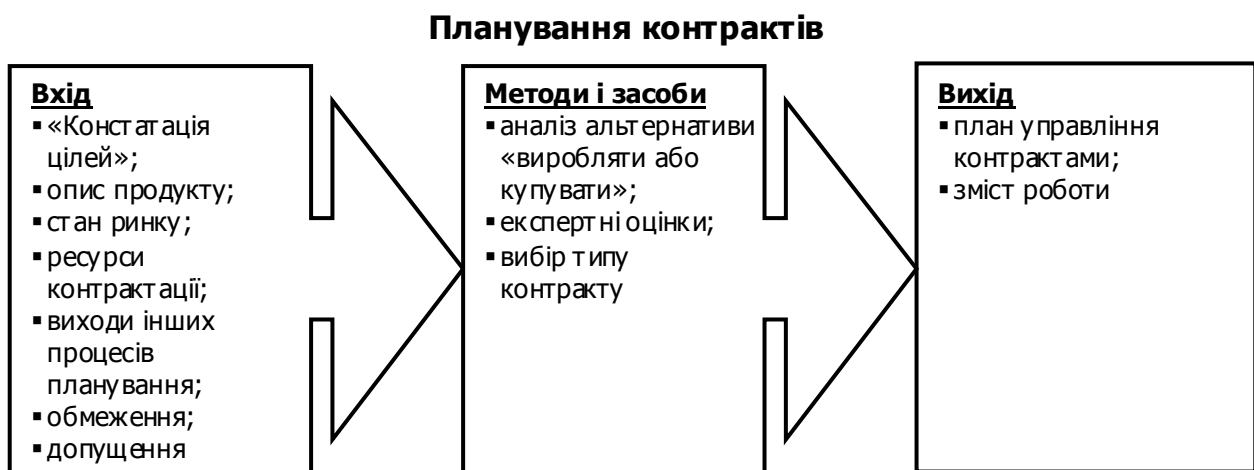 Планування контрактів
Вхід
▪ «Констатація
цілей»;
▪ опис продукту;
▪ стан ринку;
▪ ресурси
контрактації;
▪ виходи інших
процесів
планування;
▪ обмеження;
▪ допущення
Методи і засоби
▪ аналіз альтернативи
«виробляти або
купувати»;
▪ експертні оцінки;
▪ вибір типу
контракту
Вихід
▪ план управління
контрактами;
▪ зміст роботи